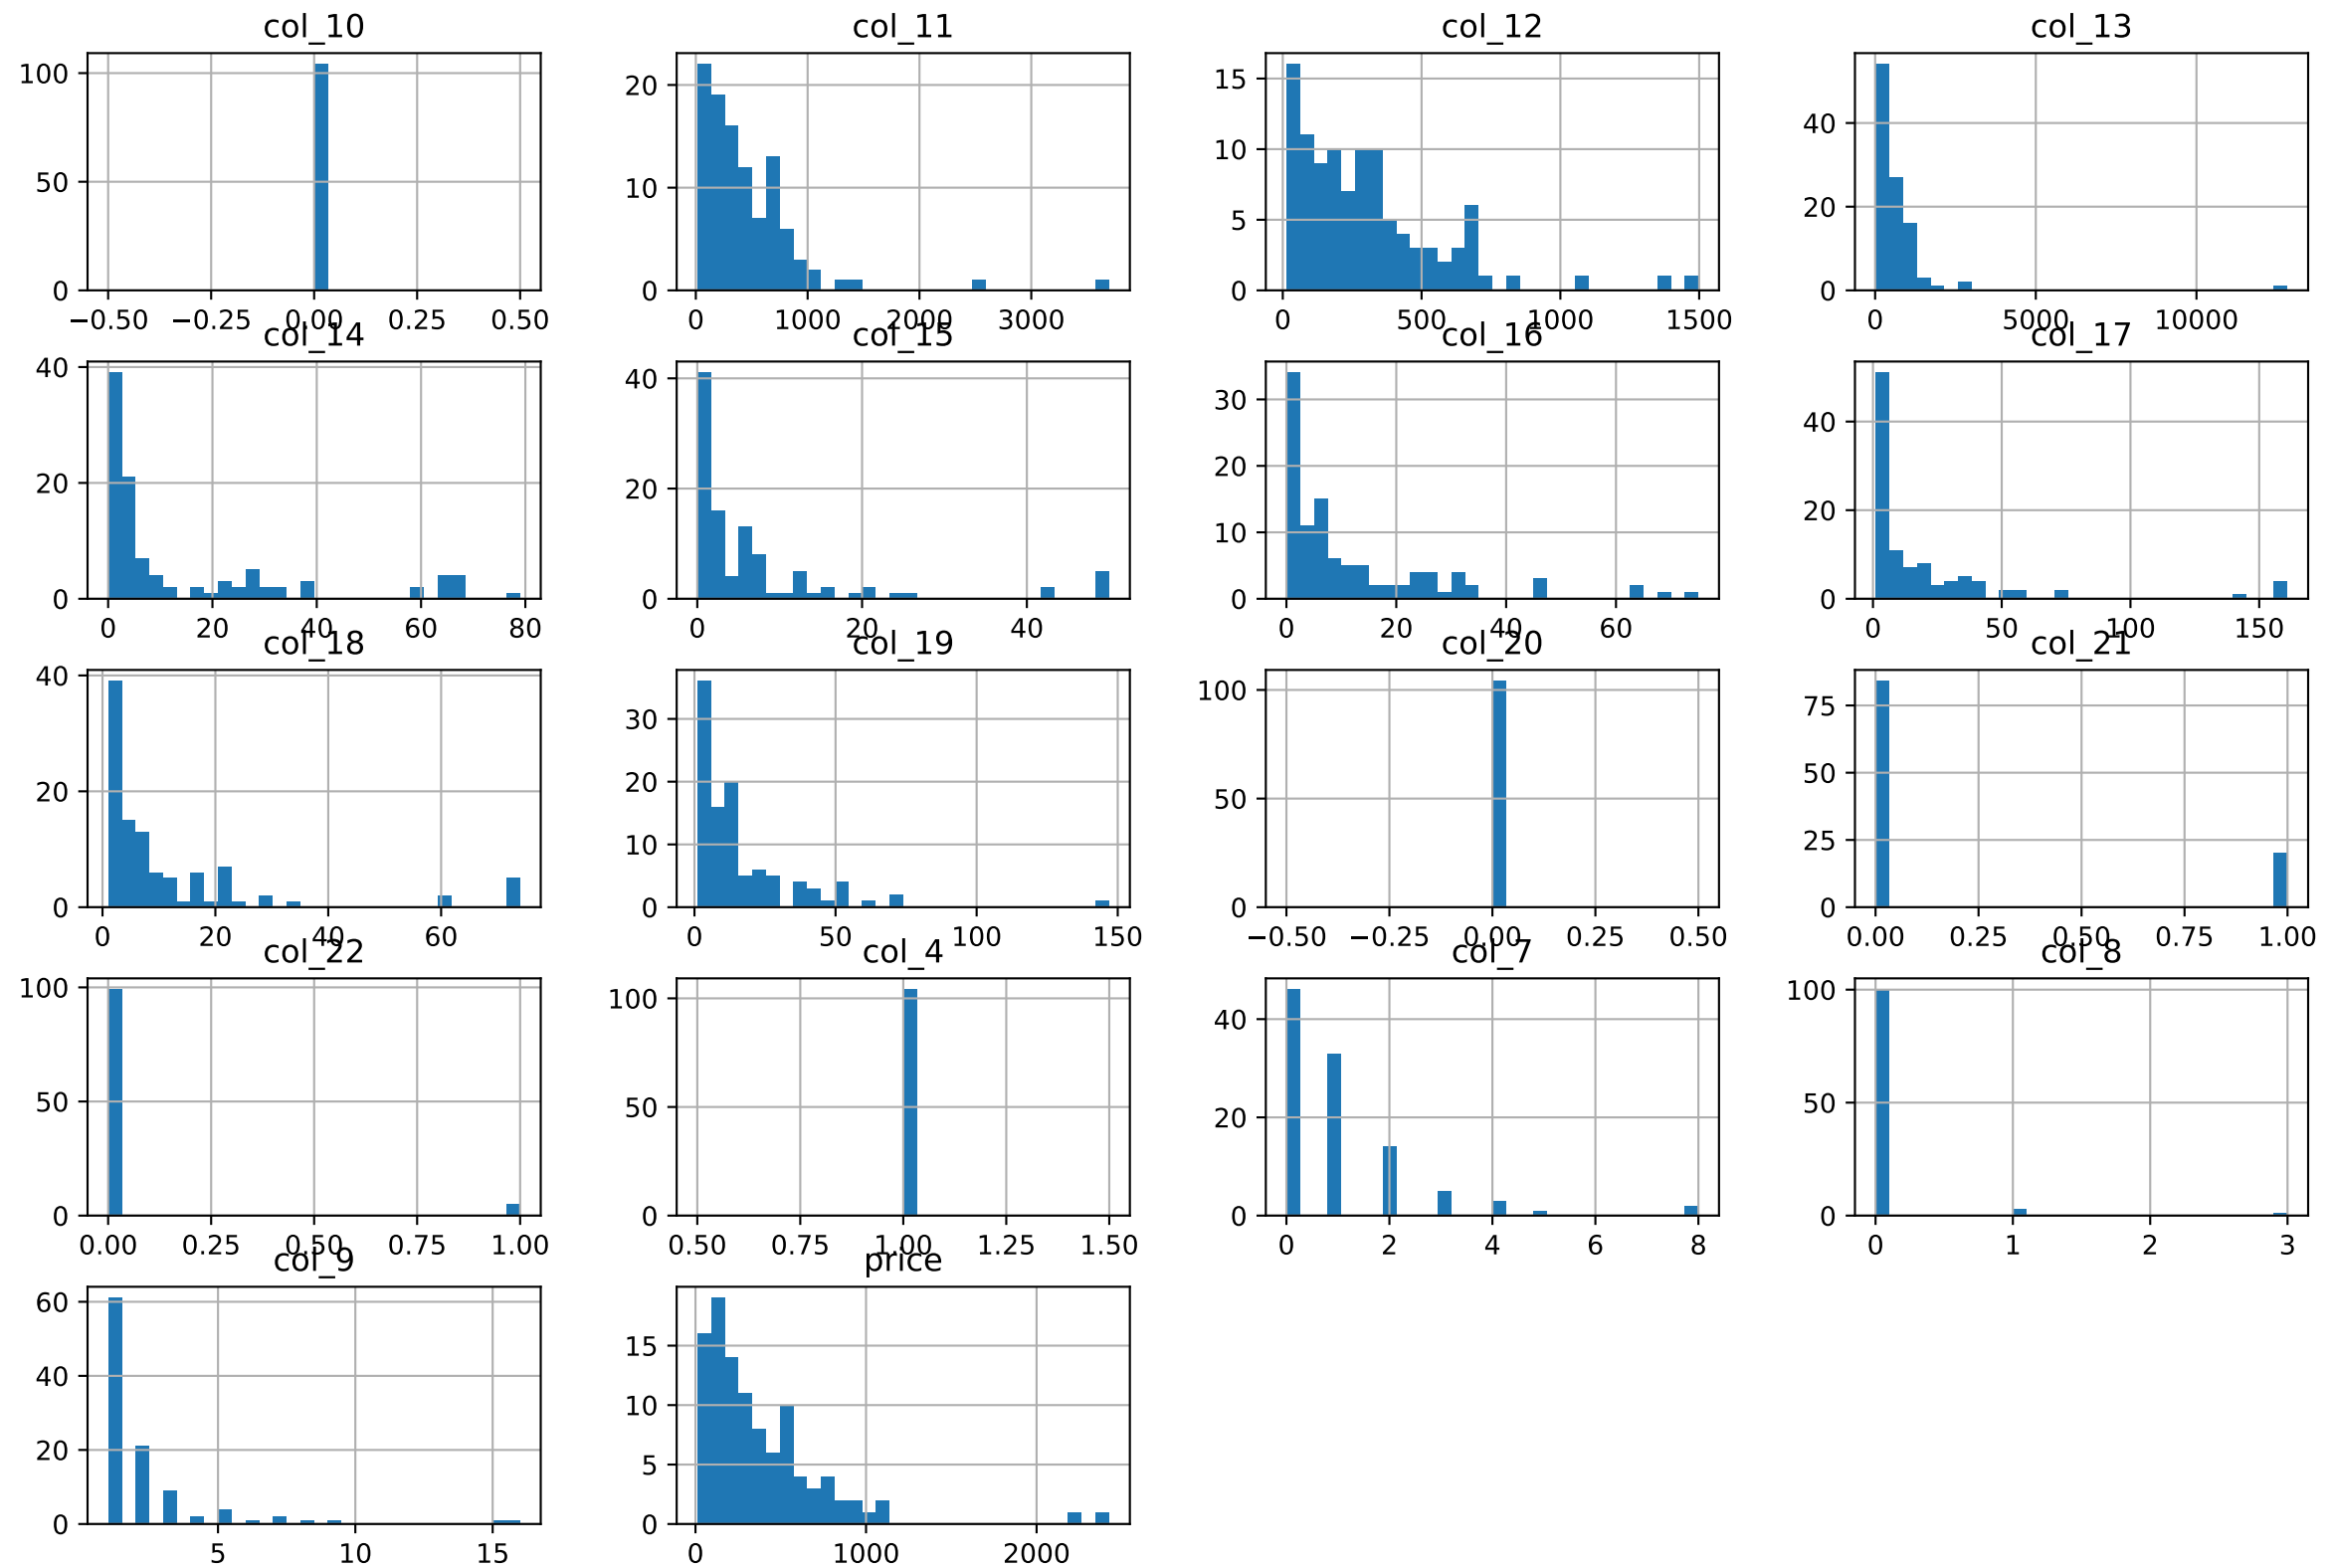 col_10 col_11 col_12 col_13
100 20 15 40
50 10 10 20
0 0 5 0
0
−0.50 −0.25 0.00 0.25 0.50 0 1000 2000 3000 0 500 1000 1500 0 5000 10000
col_14 col_15 col_16 col_17
40 40 30 40
20 20 20 20
0 0 10 0
0
0 20 40 60 80 0 20 40 0 20 40 60 0 50 100 150
col_18 col_19 col_20 col_21
40 30 100 75
20 20 50 50
0 10 0 25
0 0
0 20 40 60 0 50 100 150 −0.50 −0.25 0.00 0.25 0.50 0.00 0.25 0.50 0.75 1.00
col_22 col_4 col_7 col_8
100 100 40 100
50 50 20 50
0 0 0 0
0.00 0.25 0.50 0.75 1.00 0.50 0.75 1.00 1.25 1.50 0 2 4 6 8 0 1 2 3
col_9 price
60 15
40 10
20 5
0 0
5 10 15 0 1000 2000